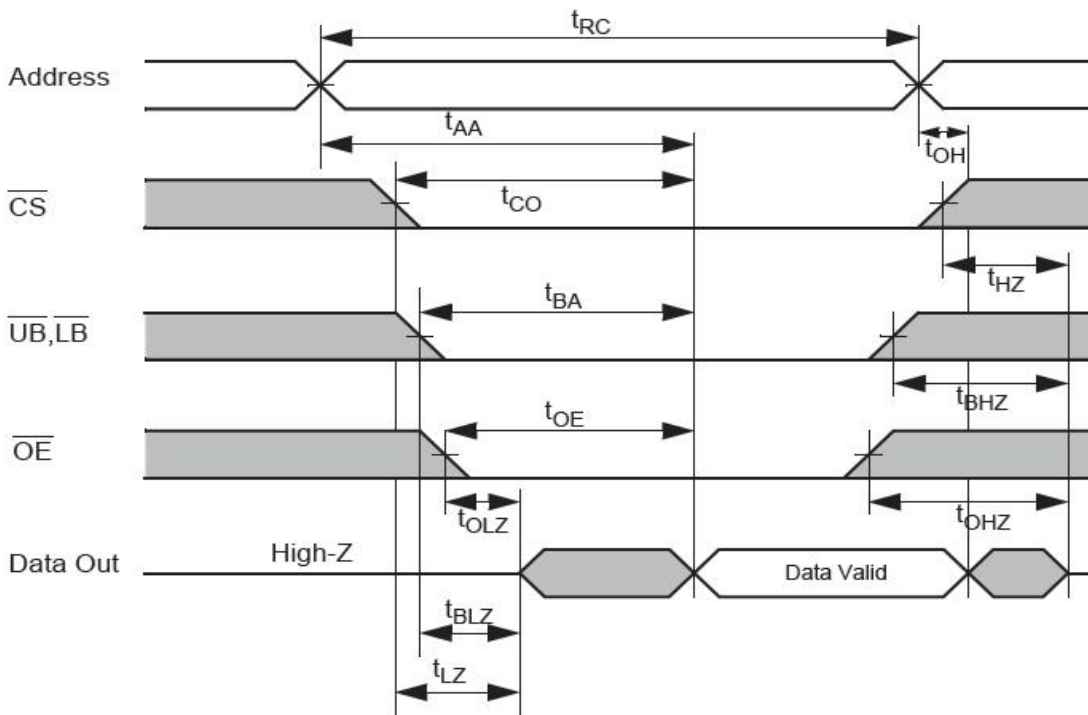 tRC
Address
tAA
tOH
CS
tCO
tHZ
UB,LB
tBA
tBHZ
OE
tOE
tOLZ
tOHZ
Data Out
High-Z
Data Valid
tBLZ
tLZ